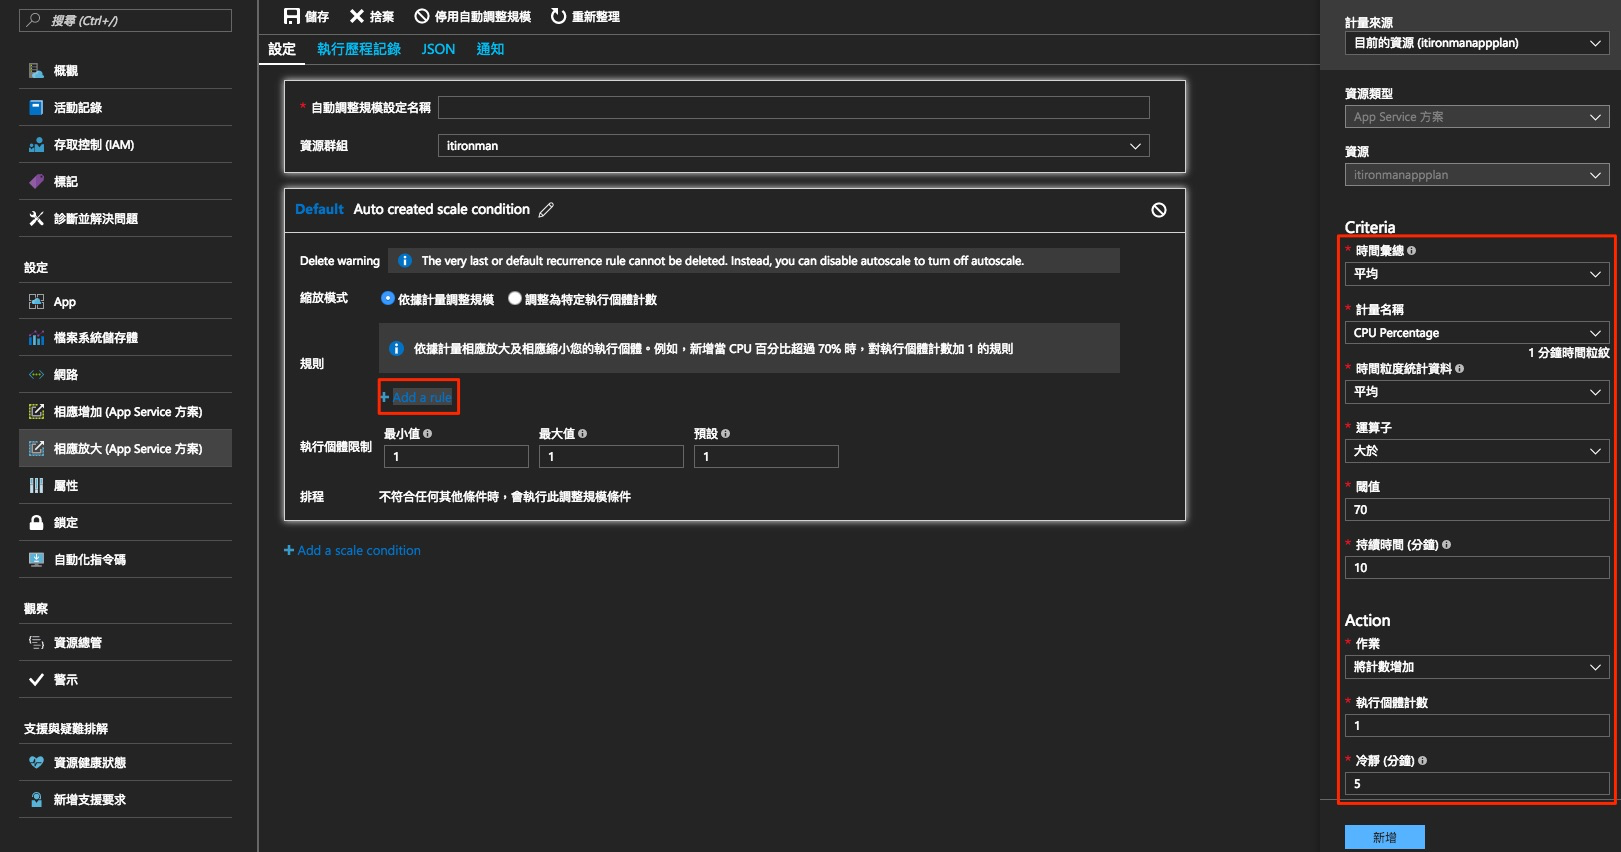 搜尋 (Ctrl+/)
概觀
活動記錄
存取控制 (IAM)
標記
診斷並解決問題
設定
App
檔案系統儲存體
網路
相應增加 (App Service 方案)
相應放大 (App Service 方案)
屬性
鎖定
自動化指令碼
觀察
資源總管
警示
支援與疑難排解
資源健康狀態
新增支援要求
儲存 捨棄 停用自動調整規模 重新整理
設定 執行歷程記錄 JSON 通知
* 自動調整規模設定名稱
資源群組 itironman
Default Auto created scale condition
Delete warning The very last or default recurrence rule cannot be deleted. Instead, you can disable autoscale to turn off autoscale.
縮放模式 依據計量調整規模 調整為特定執行個體計數
規則 依據計量相應放大及相應縮小您的執行個體。例如，新增當 CPU 百分比超過 70% 時，對執行個體計數加 1 的規則
+ Add a rule
執行個體限制 最小值 最大值 預設
1 1 1
排程 不符合任何其他條件時，會執行此調整規模條件
+ Add a scale condition
計量來源
目前的資源 (itironmanappplan)
資源類型
App Service 方案
資源
itironmanappplan
Criteria
* 時間彙總
平均
* 計量名稱
CPU Percentage
1 分鐘時間粒紋
* 時間粒度統計資料
平均
* 運算子
大於
* 閾值
70
* 持續時間 (分鐘)
10
Action
* 作業
將計數增加
* 執行個體計數
1
* 冷靜 (分鐘)
5
新增